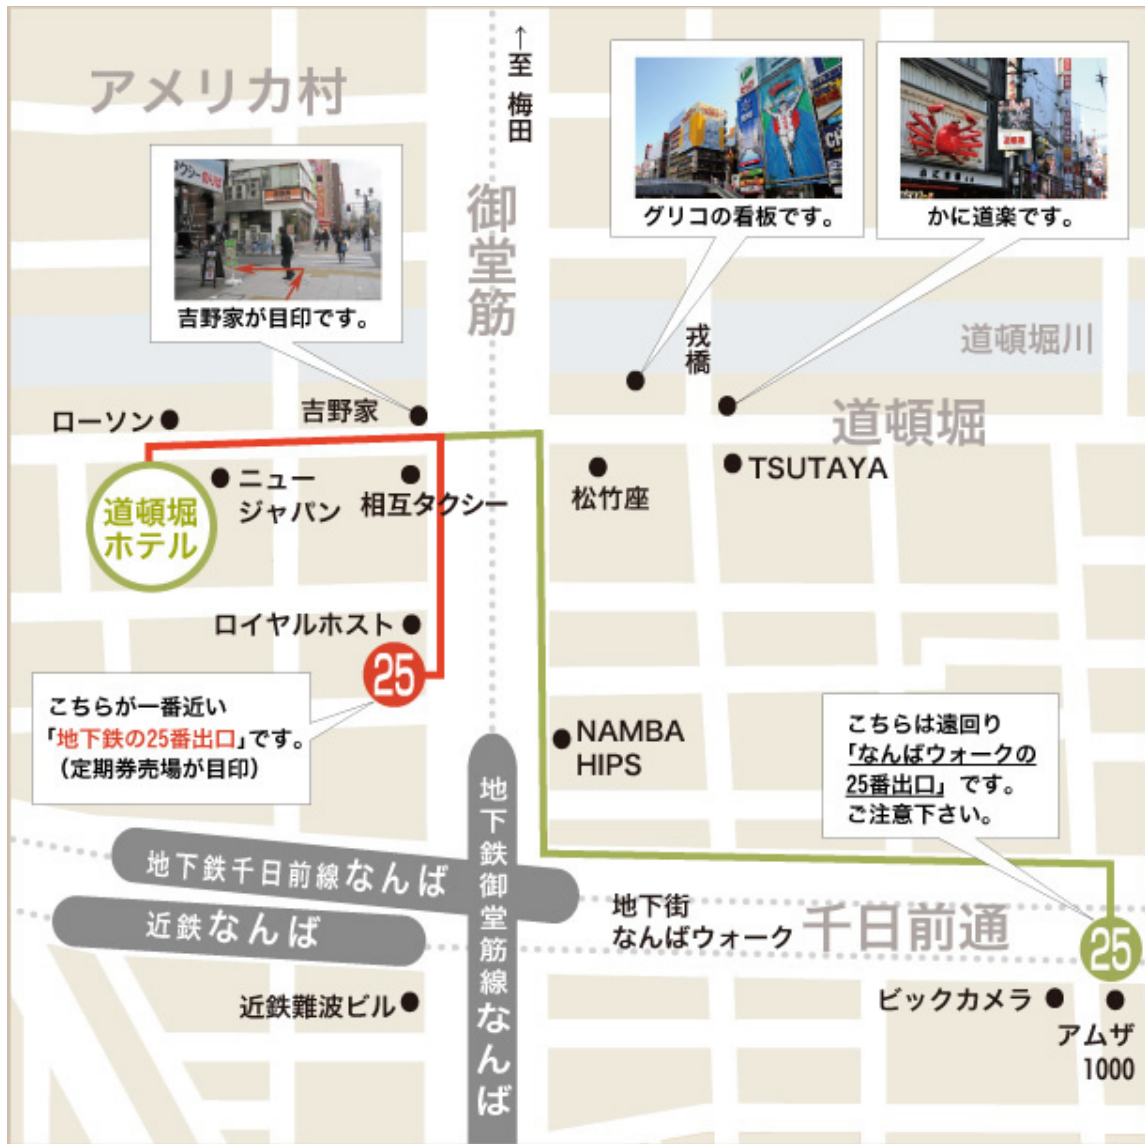 アメリカ村
←至 梅田
グリコの看板です。
かに道楽です。
タクシーのりば
吉野家が目印です。
御堂筋
戎橋
道頓堀川
道頓堀
ローソン
吉野家
ニュー
ジャパン
相互タクシー
松竹座
TSUTAYA
道頓堀
ホテル
ロイヤルホスト
25
こちらが一番近い
「地下鉄の25番出口」です。
(定期券売場が目印)
NAMBA
HIPS
こちらは遠回り
「なんばウォークの
25番出口」です。
ご注意下さい。
地下鉄御堂筋線なんば
地下鉄千日前線なんば
近鉄なんば
地下街
なんばウォーク
千日前通
25
近鉄難波ビル
ビックカメラ
アムザ
1000